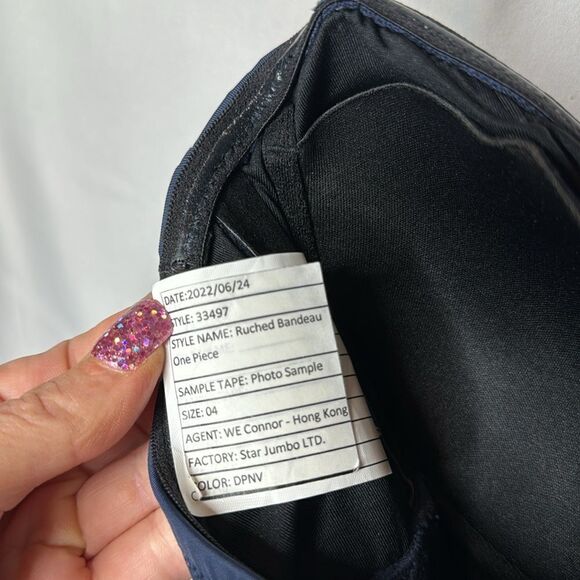 DATE:2022/06/24
STYLE: 33497
STYLE NAME: Ruched Bandeau
One Piece
SAMPLE TAPE: Photo Sample
SIZE: 04
AGENT: WE Connor - Hong Kong
FACTORY: Star Jumbo LTD.
COLOR: DPNV